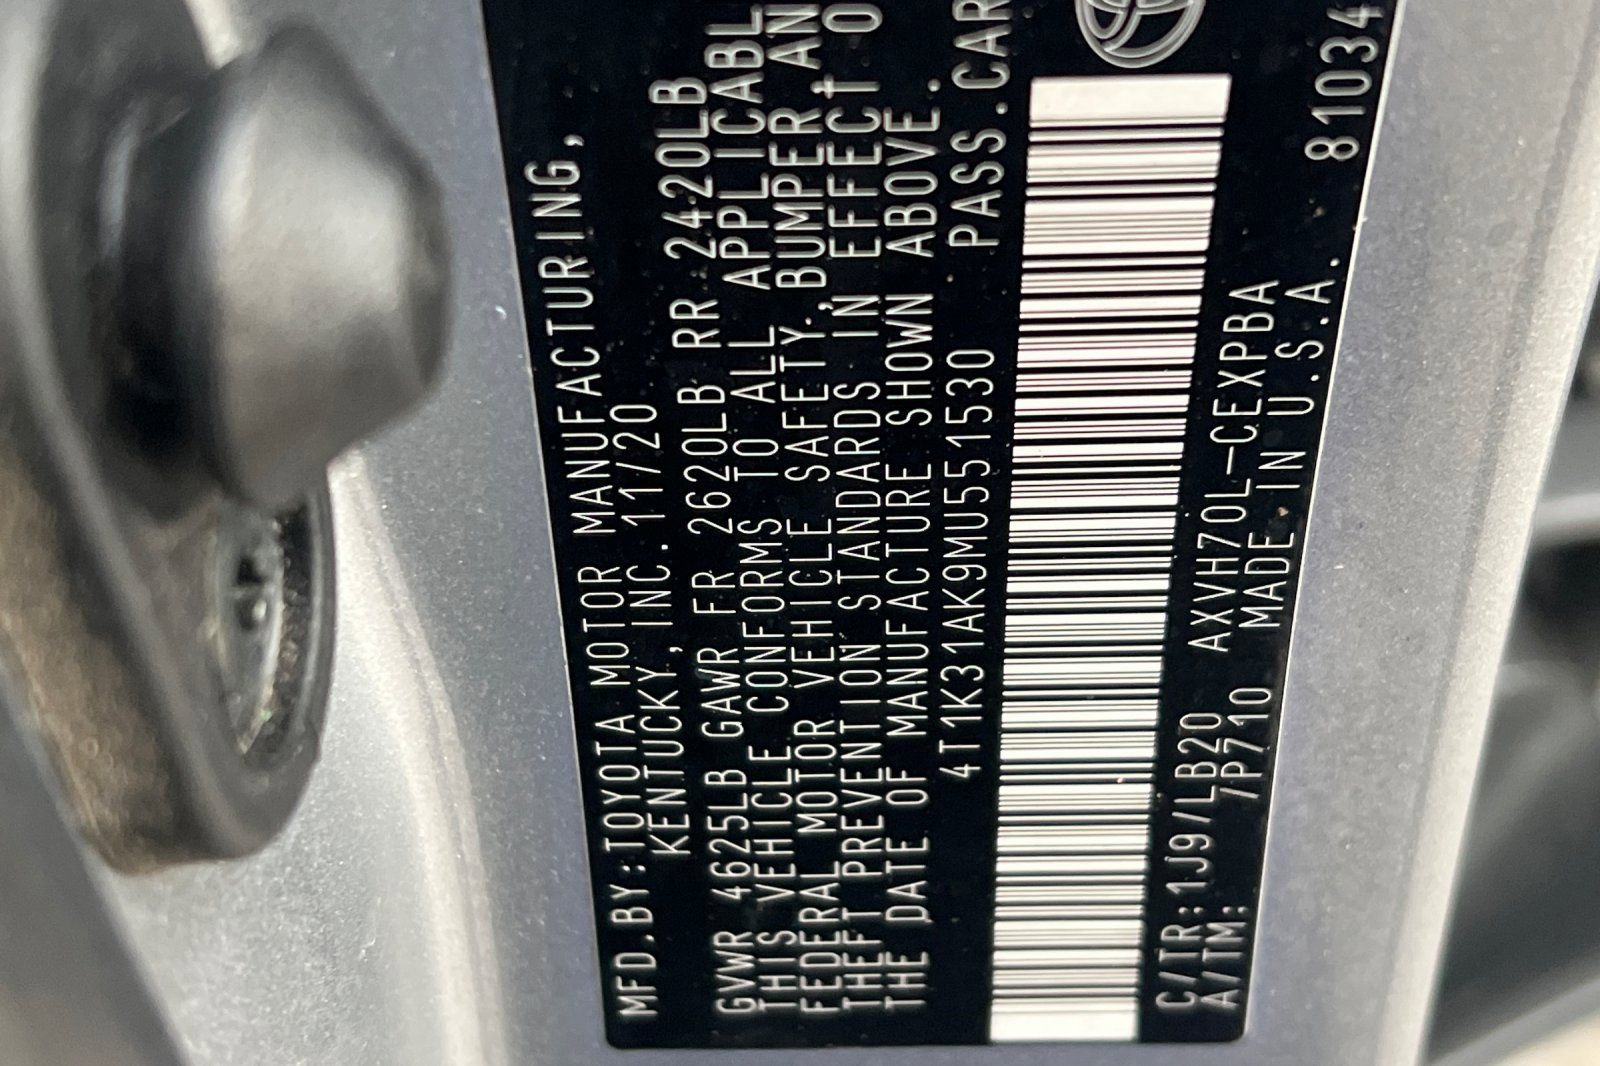 MFD.BY:TOYOTA MOTOR MANUFACTURING,
KENTUCKY, INC. 11/20
GVWR 4625LB GAWR FR 2620LB RR 2420LB
THIS VEHICLE CONFORMS TO ALL APPLICABL
FEDERAL MOTOR VEHICLE SAFETY, BUMPER AN
THEFT PREVENTION STANDARDS IN EFFECT O
THE DATE OF MANUFACTURE SHOWN ABOVE.
4T1K31AK9MU551530 PASS.CAR
C/TR:1J9/LB20 AXVH70L-CEXPBA
A/TM: /P710 MADE IN U.S.A. 81034